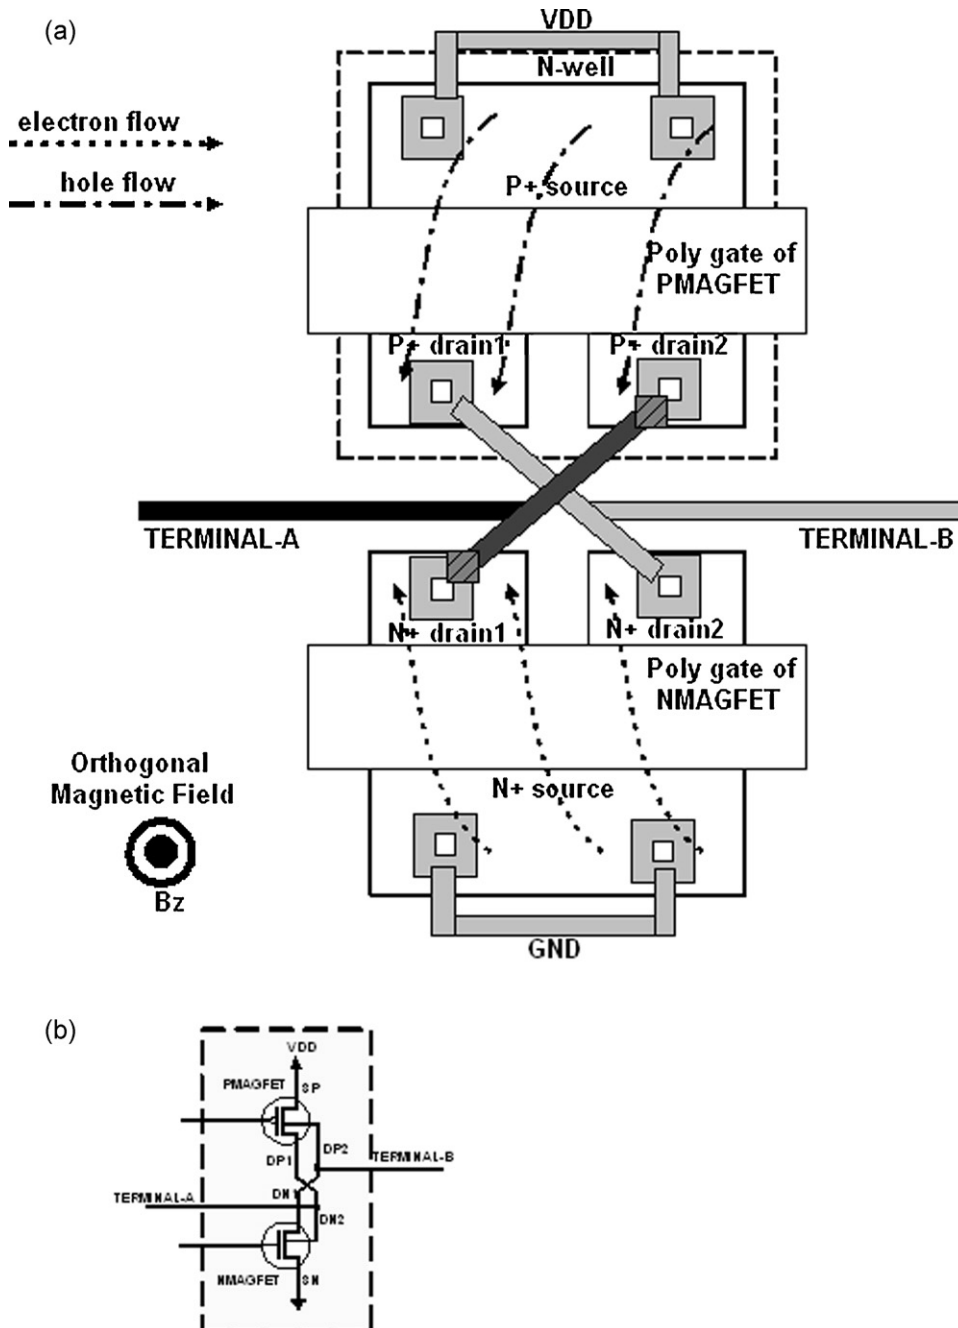 (a)
VDD
N-well
electron flow
hole flow
P+ source
Poly gate of
PMAGFET
P+ drain1
P+ drain2
TERMINAL-A
TERMINAL-B
N+ drain1
N+ drain2
Poly gate of
NMAGFET
Orthogonal
Magnetic Field
N+ source
Bz
GND
(b)
VDD
PMAGFET
SP
DP2
DP1
TERMINAL-B
DN1
TERMINAL-A
DN2
NMAGFET
SN